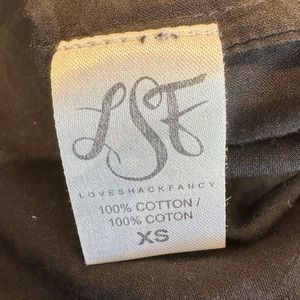 LSF
LOVESHACKFANCY
100% COTTON /
100% COTON
XS